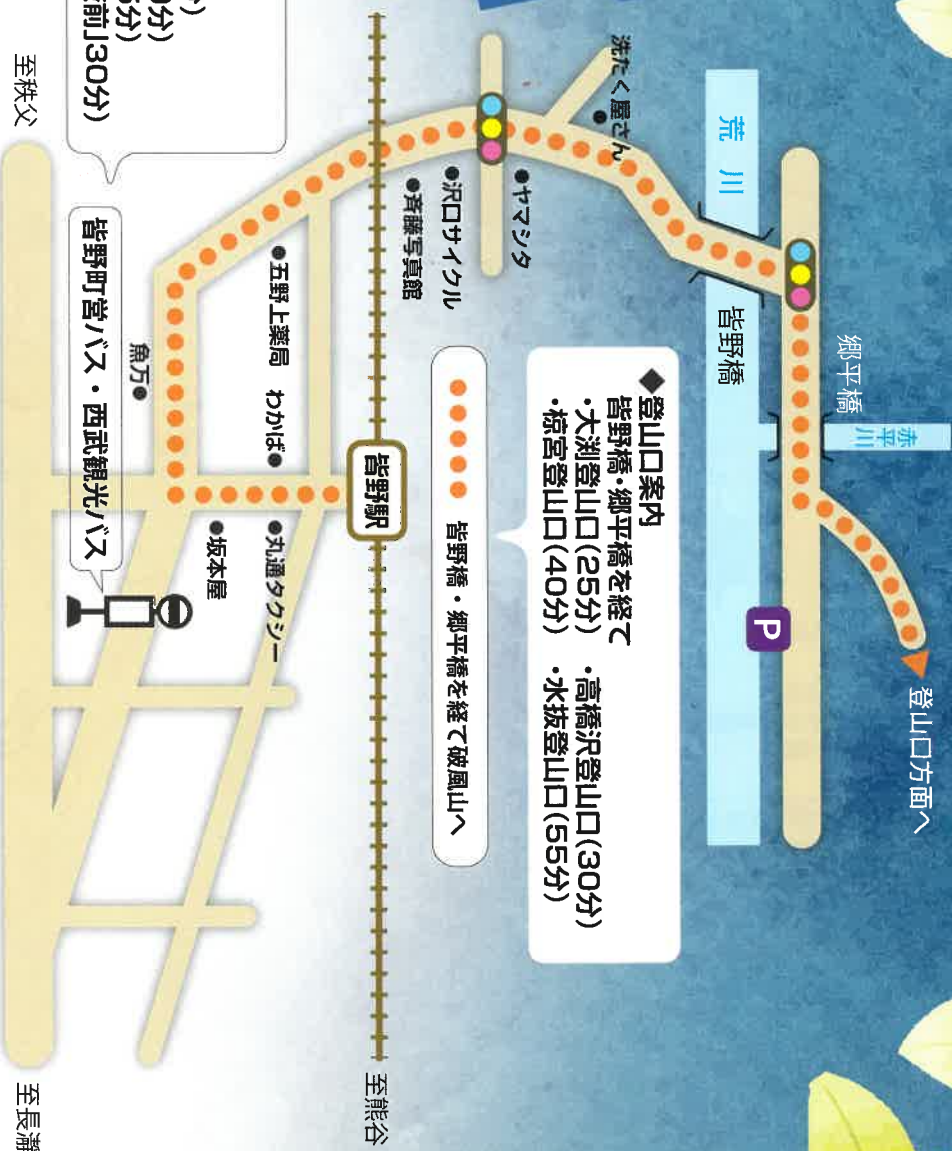 登山口方面へ
郷平橋
赤平川
P
荒川
皆野橋
洗たく屋さん
◆登山口案内
皆野橋・郷平橋を経て
・大渕登山口(25分)　・高橋沢登山口(30分)
・椋宮登山口(40分)　・水抜登山口(55分)
●ヤマシタ
●沢口サイクル
●斉藤写真館
皆野橋・郷平橋を経て破風山へ
皆野駅
至熊谷
●五野上薬局
わかば●
●丸通タクシー
●坂本屋
魚万●
分)
分)
前」30分)
皆野町営バス・西武観光バス
至秩父
至長瀞